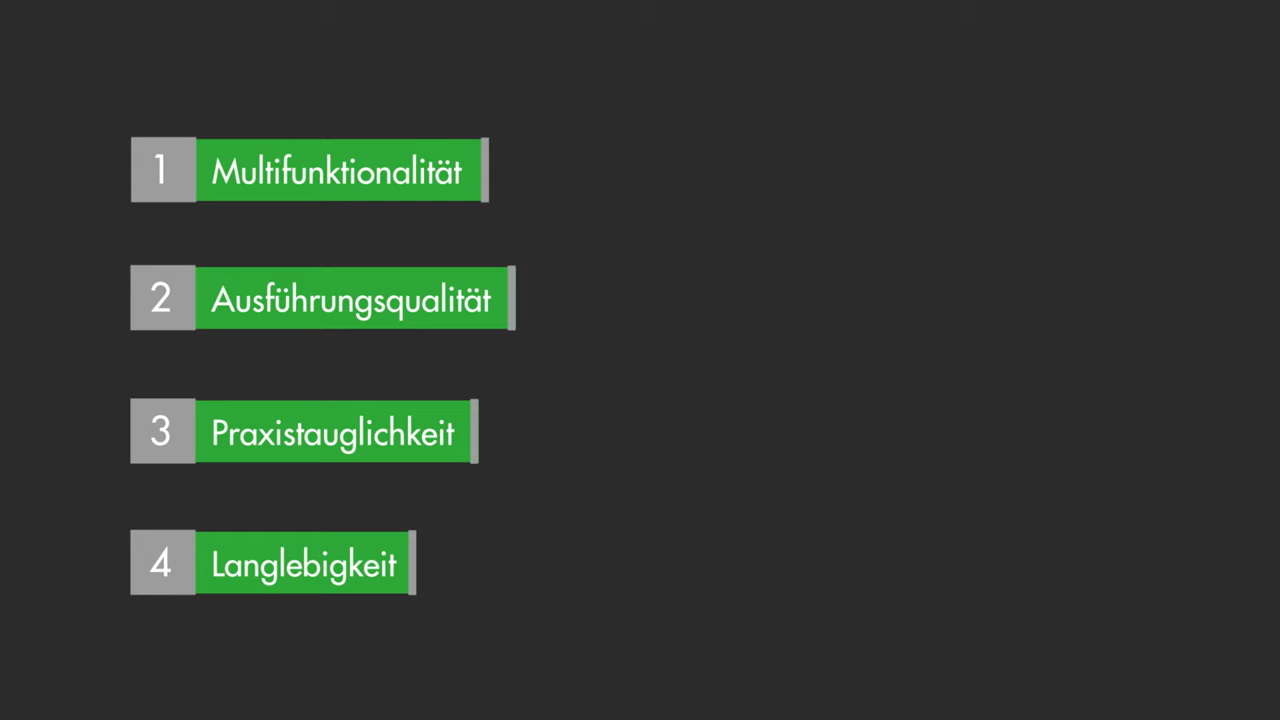 1 Multifunktionalität
2 Ausführungsqualität
3 Praxistauglichkeit
4 Langlebigkeit